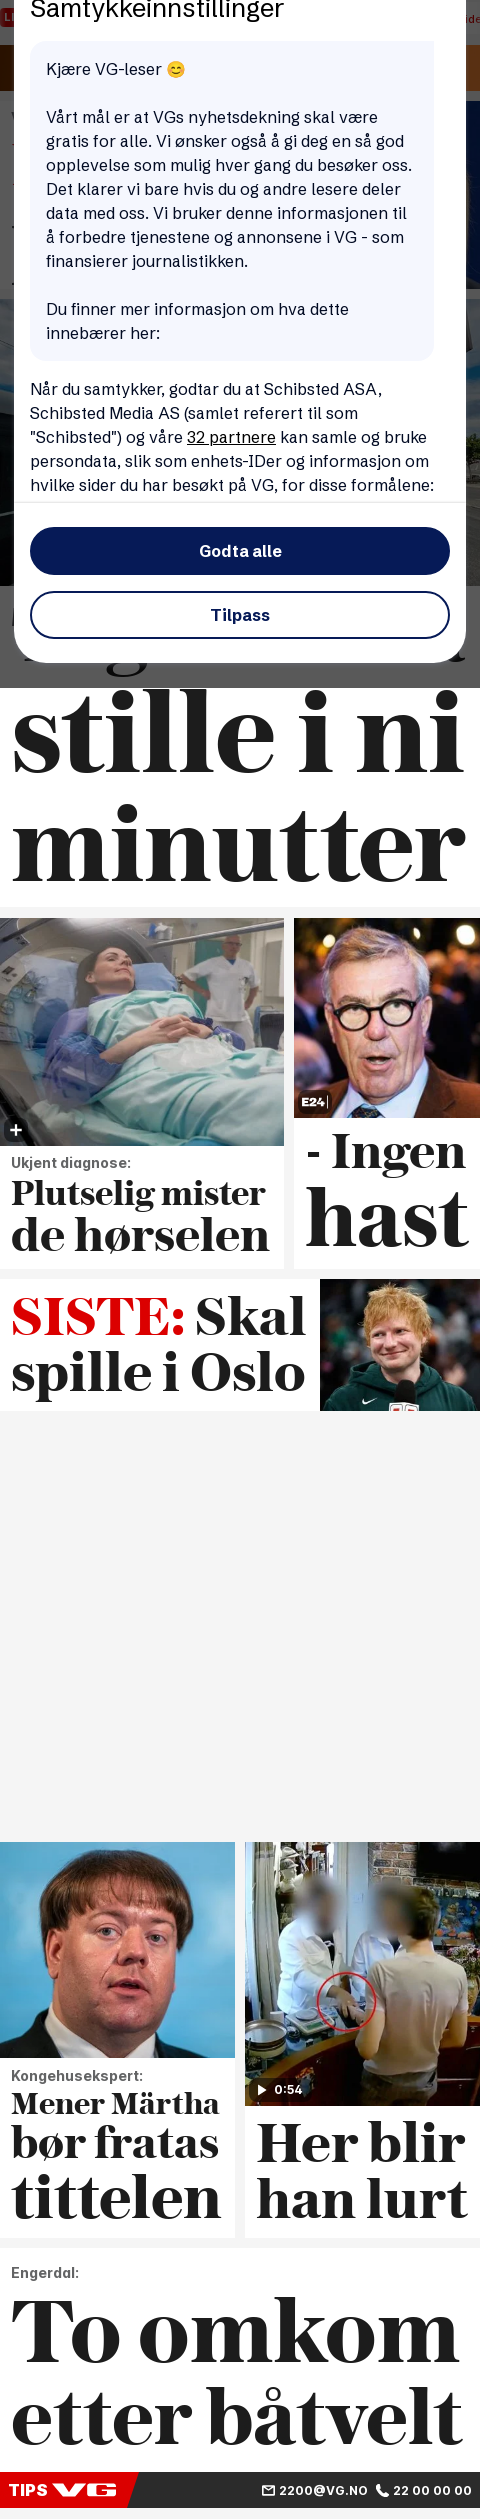 Samtykkeinnstillinger
Kjære VG-leser 😊
Vårt mål er at VGs nyhetsdekning skal være
gratis for alle. Vi ønsker også å gi deg en så god
opplevelse som mulig hver gang du besøker oss.
Det klarer vi bare hvis du og andre lesere deler
data med oss. Vi bruker denne informasjonen til
å forbedre tjenestene og annonsene i VG - som
finansierer journalistikken.
Du finner mer informasjon om hva dette
innebærer her:
Når du samtykker, godtar du at Schibsted ASA,
Schibsted Media AS (samlet referert til som
"Schibsted") og våre 32 partnere kan samle og bruke
persondata, slik som enhets-IDer og informasjon om
hvilke sider du har besøkt på VG, for disse formålene:
Godta alle
Tilpass
stille i ni
minutter
Ukjent diagnose:
Plutselig mister
de hørselen
E24
- Ingen
hast
SISTE: Skal
spille i Oslo
Kongehusekspert:
Mener Märtha
bør fratas
tittelen
0:54
Her blir
han lurt
Engerdal:
To omkom
etter båtvelt
TIPS VG 2200@VG.NO 22 00 00 00